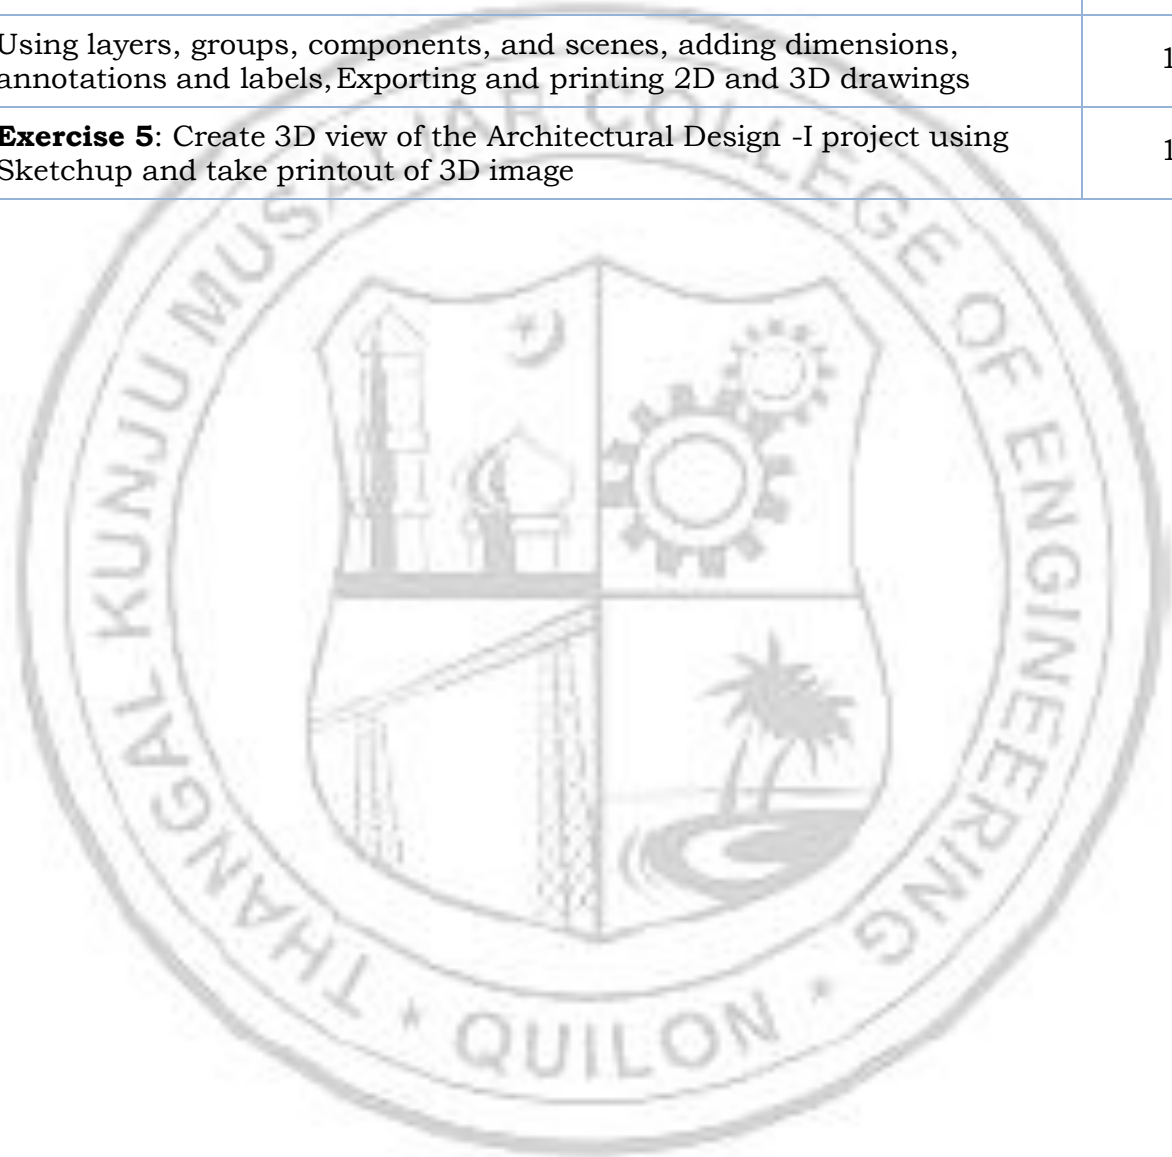 Using layers, groups, components, and scenes, adding dimensions,
annotations and labels, Exporting and printing 2D and 3D drawings
1
Exercise 5: Create 3D view of the Architectural Design -I project using
Sketchup and take printout of 3D image
1
THANGAL KUNJU MUSALIAR COLLEGE OF ENGINEERING
* QUILON *